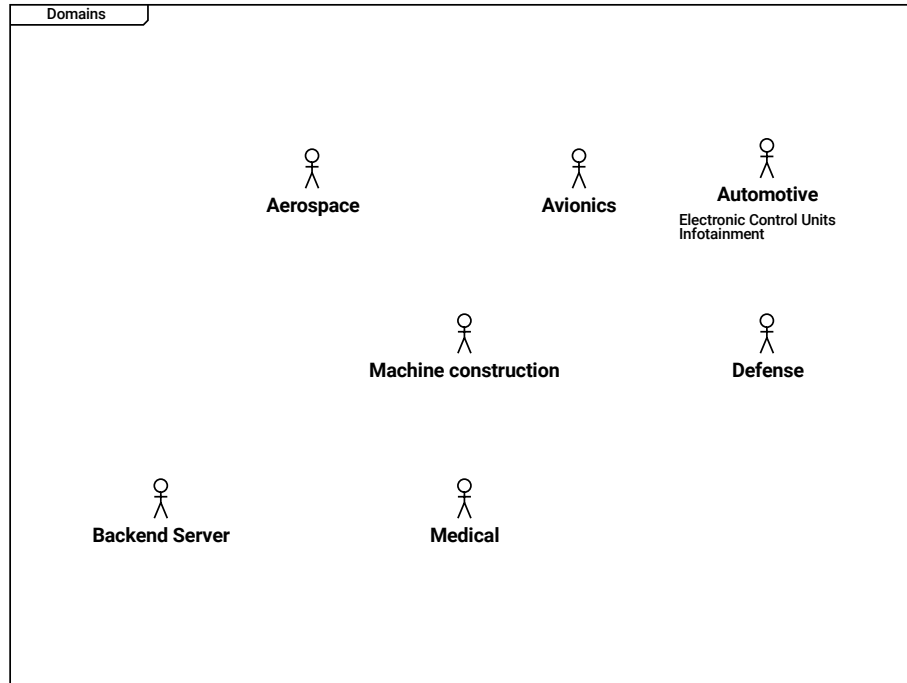 Domains
Aerospace
Avionics
Automotive
Electronic Control Units
Infotainment
Machine construction
Defense
Backend Server
Medical